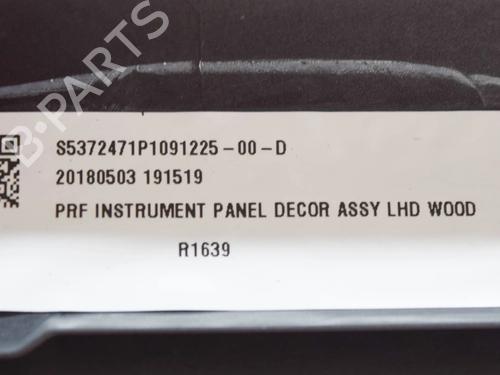 B-PARTS
S5372471P1091225-00-D
20180503 191519
PRF INSTRUMENT PANEL DECOR ASSY LHD WOOD
R1639